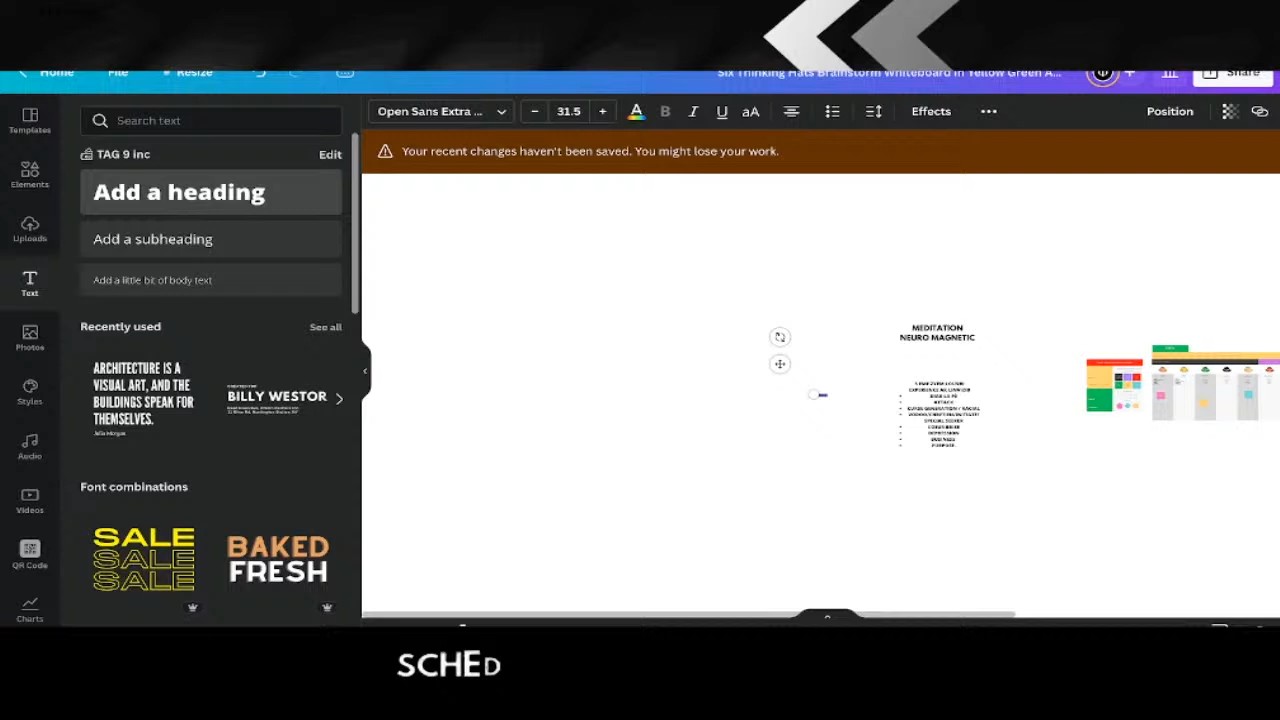 Home File Resize
Six Thinking Hats Brainstorm Whiteboard in Yellow Green A...
Share
Templates
Elements
Uploads
Text
Photos
Styles
Audio
Videos
QR Code
Charts
Search text
TAG 9 inc Edit
Add a heading
Add a subheading
Add a little bit of body text
Recently used See all
ARCHITECTURE IS A
VISUAL ART, AND THE
BUILDINGS SPEAK FOR
THEMSELVES.
Julia Morgan
BILLY WESTOR
Font combinations
SALE
SALE
SALE
BAKED
FRESH
Open Sans Extra ... – 31.5 + A B I U aA Effects ••• Position
Your recent changes haven't been saved. You might lose your work.
MEDITATION
NEURO MAGNETIC
PURPOSE
SCHED